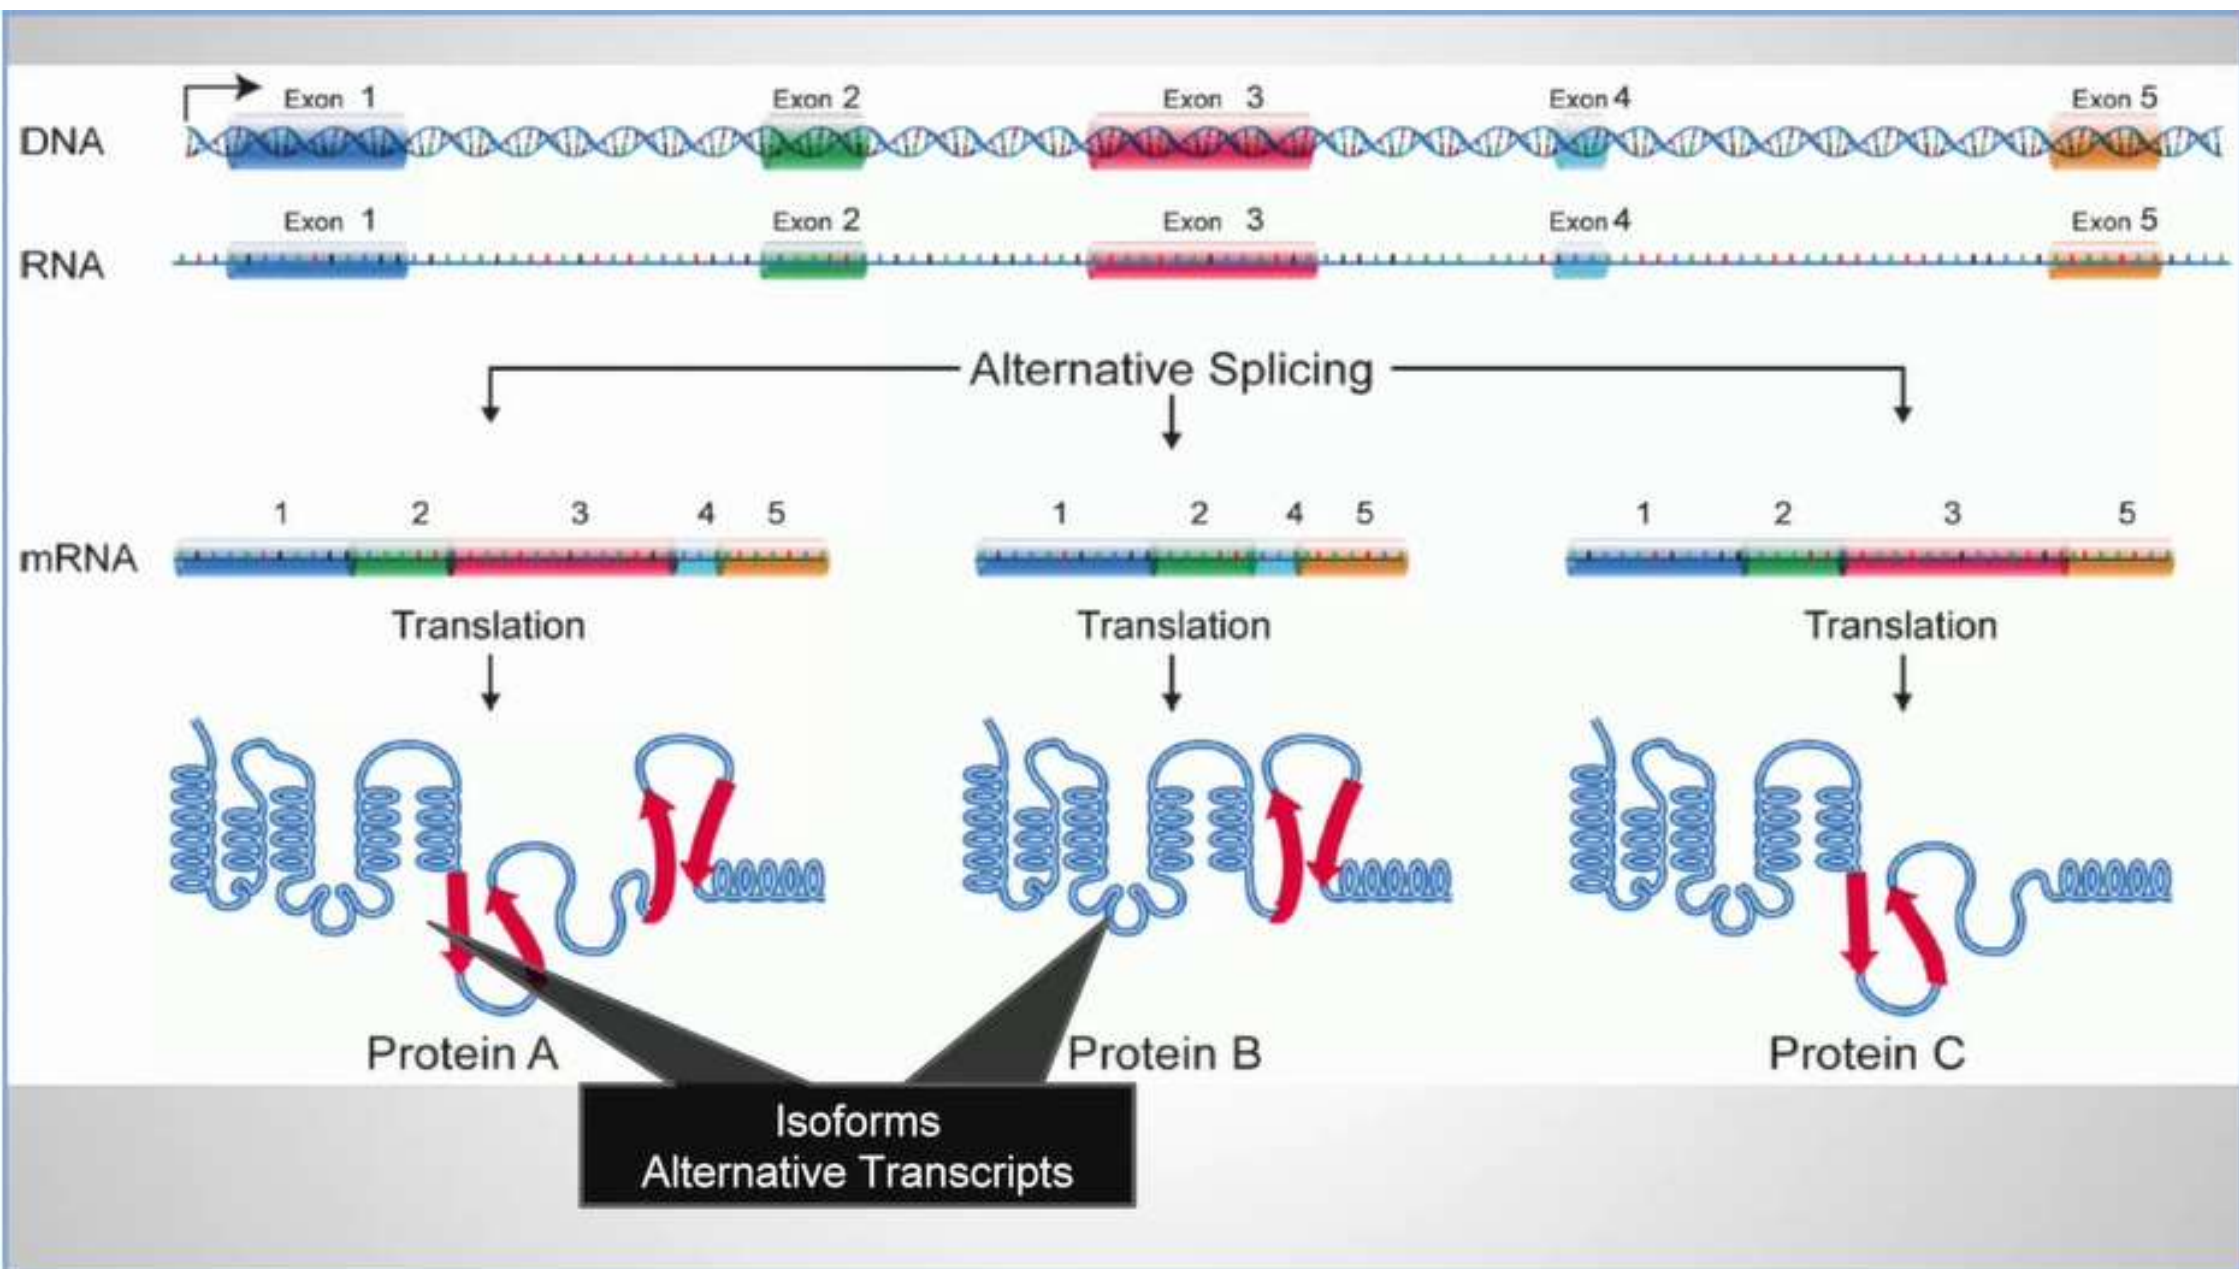 Exon 1 Exon 2 Exon 3 Exon 4 Exon 5
DNA
Exon 1 Exon 2 Exon 3 Exon 4 Exon 5
RNA
Alternative Splicing
1 2 3 4 5 1 2 4 5 1 2 3 5
mRNA
Translation Translation Translation
Protein A Protein B Protein C
Isoforms
Alternative Transcripts